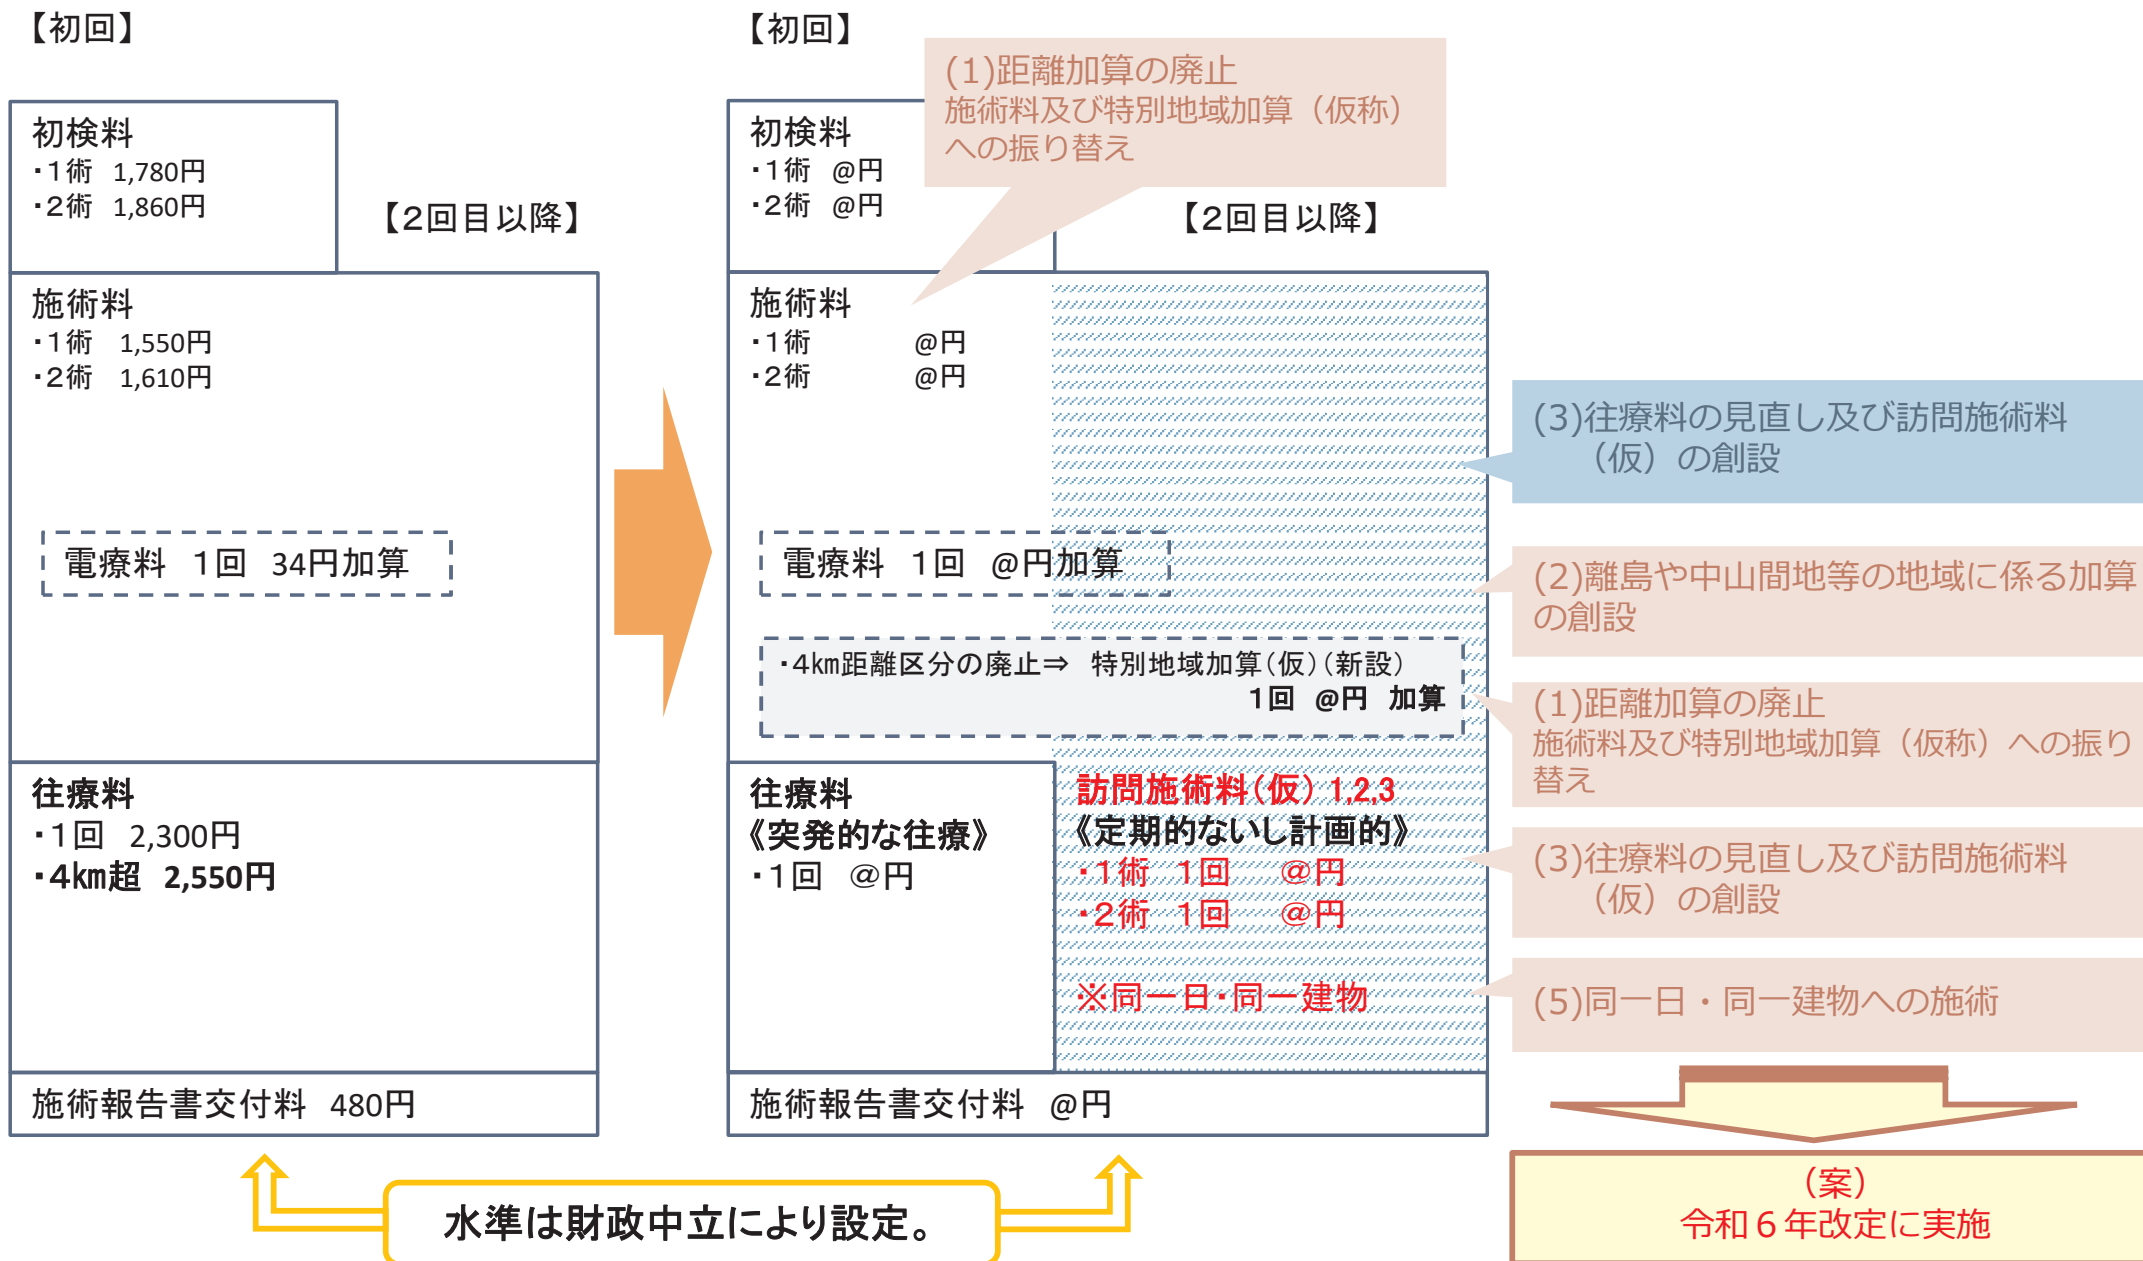 【初回】
初検料
・１術 1,780円
・２術 1,860円
【２回目以降】
施術料
・１術 1,550円
・２術 1,610円
電療料 １回 34円加算
往療料
・１回 2,300円
・４㎞超 2,550円
施術報告書交付料 480円
【初回】
(1)距離加算の廃止
施術料及び特別地域加算（仮称）
への振り替え
初検料
・１術 @円
・２術 @円
【２回目以降】
施術料
・１術 @円
・２術 @円
電療料 １回 @円加算
・４㎞距離区分の廃止⇒ 特別地域加算(仮)(新設)
１回 @円 加算
往療料
《突発的な往療》
・１回 ＠円
訪問施術料(仮) 1,2,3
《定期的ないし計画的》
・１術 １回 ＠円
・２術 １回 ＠円
※同一日・同一建物
施術報告書交付料 @円
(3)往療料の見直し及び訪問施術料
（仮）の創設
(2)離島や中山間地等の地域に係る加算
の創設
(1)距離加算の廃止
施術料及び特別地域加算（仮称）への振り
替え
(3)往療料の見直し及び訪問施術料
（仮）の創設
(5)同一日・同一建物への施術
水準は財政中立により設定。
（案）
令和６年改定に実施